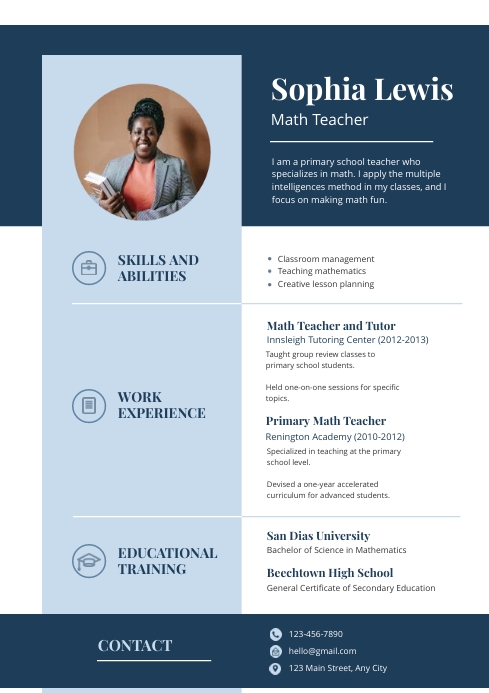 Sophia Lewis
Math Teacher
I am a primary school teacher who
specializes in math. I apply the multiple
intelligences method in my classes, and I
focus on making math fun.
SKILLS AND
ABILITIES
Classroom management
Teaching mathematics
Creative lesson planning
WORK
EXPERIENCE
Math Teacher and Tutor
Innsleigh Tutoring Center (2012-2013)
Taught group review classes to
primary school students.
Held one-on-one sessions for specific
topics.
Primary Math Teacher
Renington Academy (2010-2012)
Specialized in teaching at the primary
school level.
Devised a one-year accelerated
curriculum for advanced students.
EDUCATIONAL
TRAINING
San Dias University
Bachelor of Science in Mathematics
Beechtown High School
General Certificate of Secondary Education
CONTACT
123-456-7890
hello@gmail.com
123 Main Street, Any City